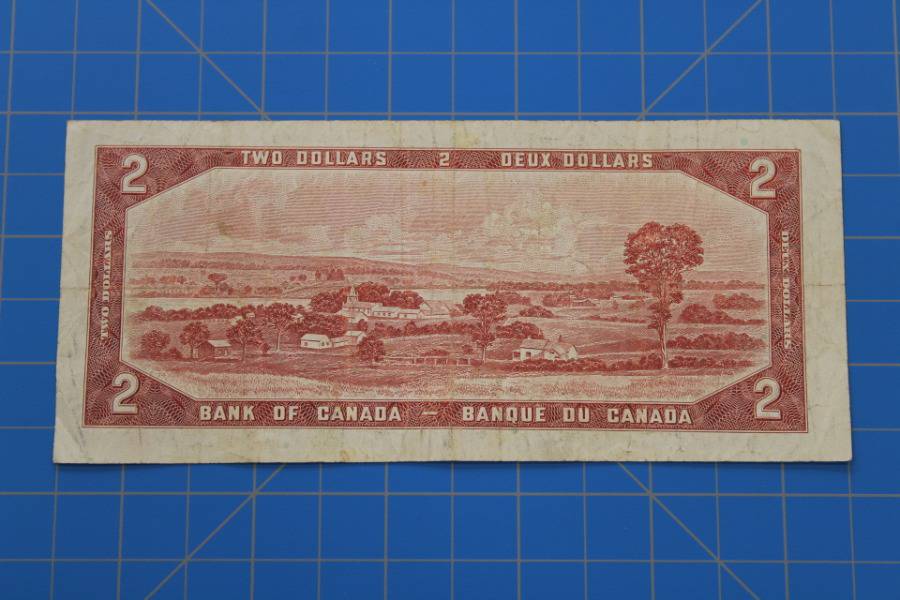 2 TWO DOLLARS 2 DEUX DOLLARS 2
TWO DOLLARS
DEUX DOLLARS
2 BANK OF CANADA — BANQUE DU CANADA 2